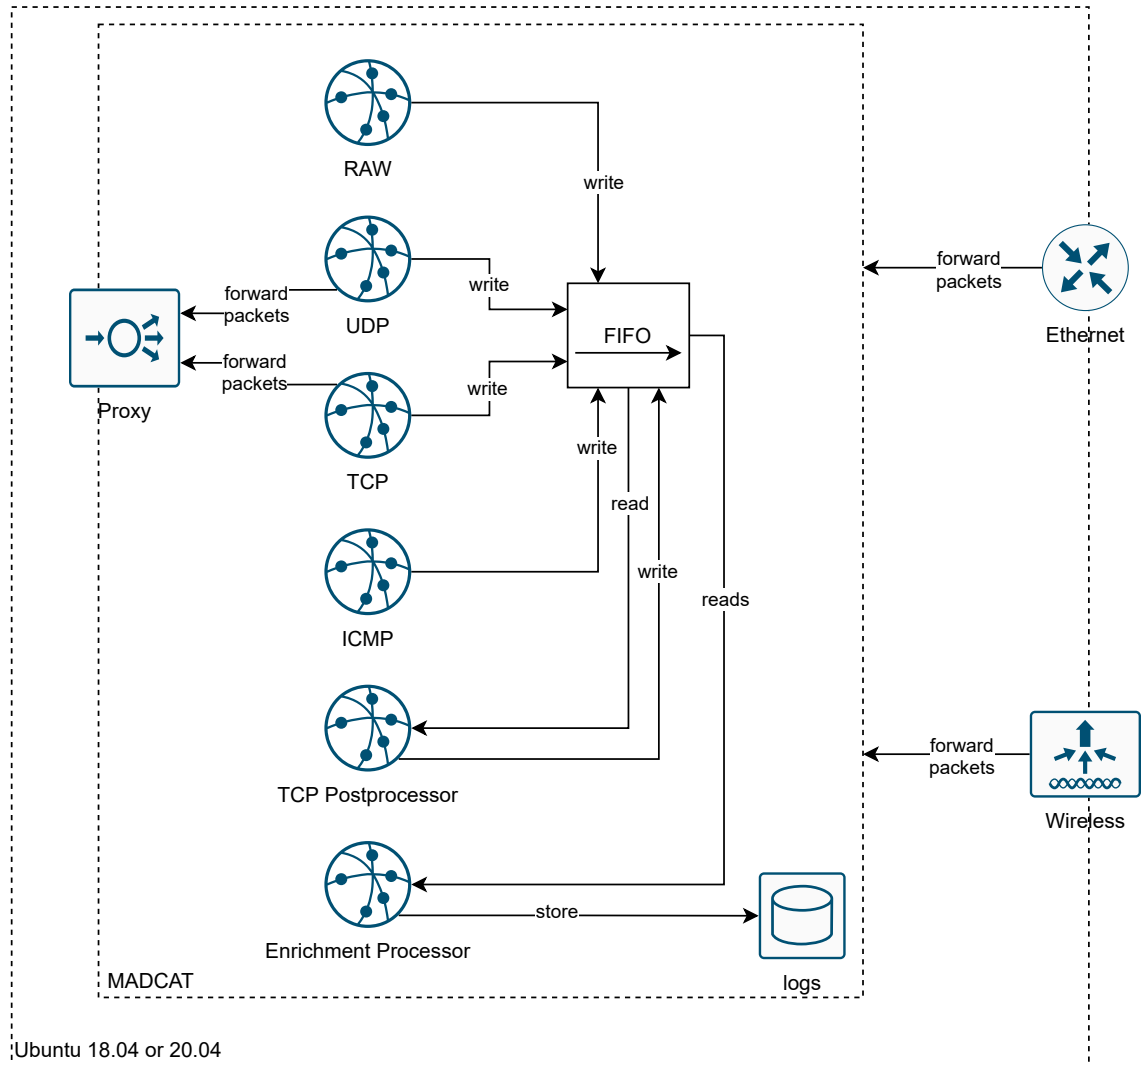 RAW
write
UDP
write
forward
packets
forward
packets
Proxy
TCP
write
FIFO
forward
packets
Ethernet
write
read
write
reads
ICMP
TCP Postprocessor
forward
packets
Wireless
Enrichment Processor
store
logs
MADCAT
Ubuntu 18.04 or 20.04